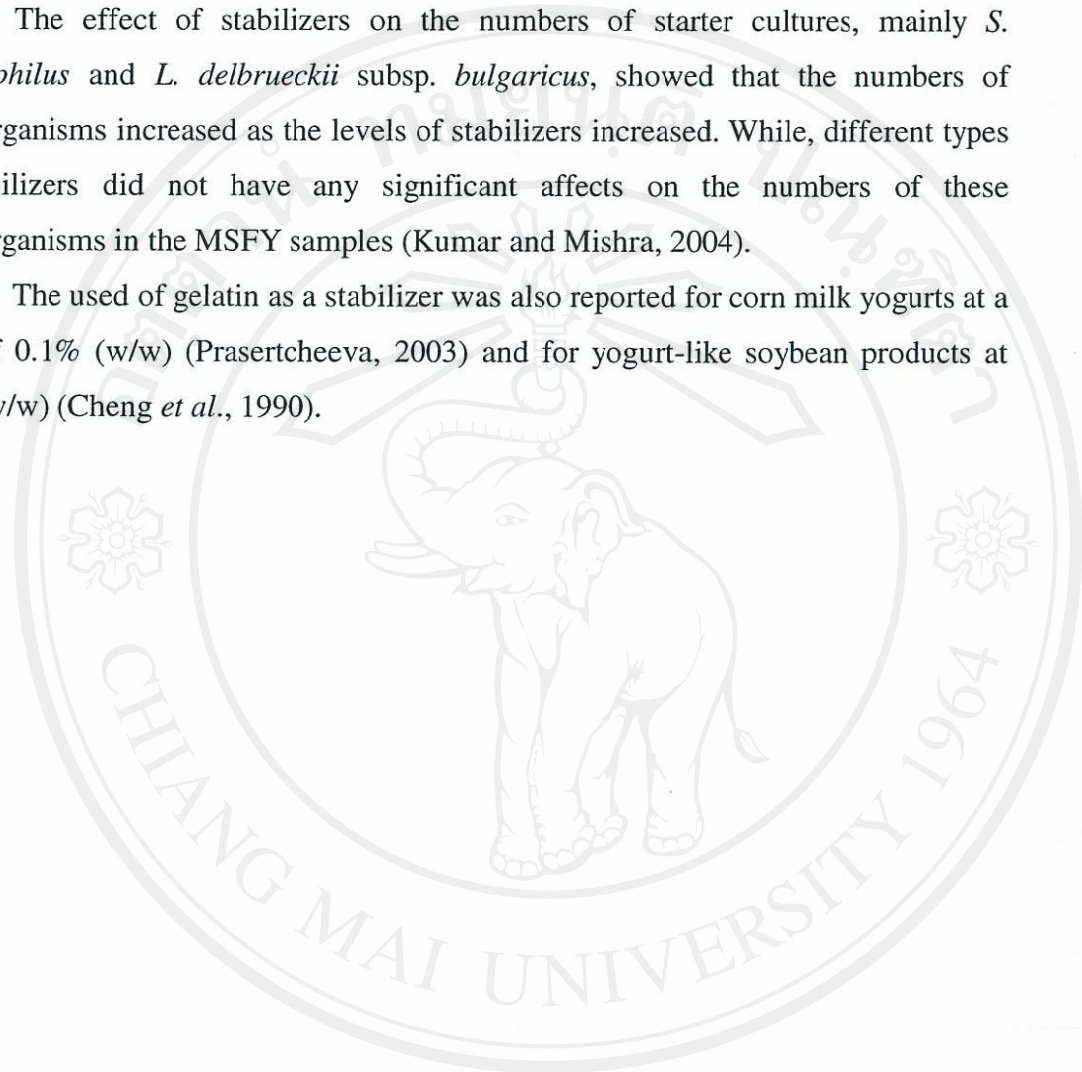 The effect of stabilizers on the numbers of starter cultures, mainly S.
philus and L. delbrueckii subsp. bulgaricus, showed that the numbers of
rganisms increased as the levels of stabilizers increased. While, different types
ilizers did not have any significant affects on the numbers of these
rganisms in the MSFY samples (Kumar and Mishra, 2004).
The used of gelatin as a stabilizer was also reported for corn milk yogurts at a
0.1% (w/w) (Prasertcheeva, 2003) and for yogurt-like soybean products at
/w) (Cheng et al., 1990).
CHIANG MAI UNIVERSITY 1964